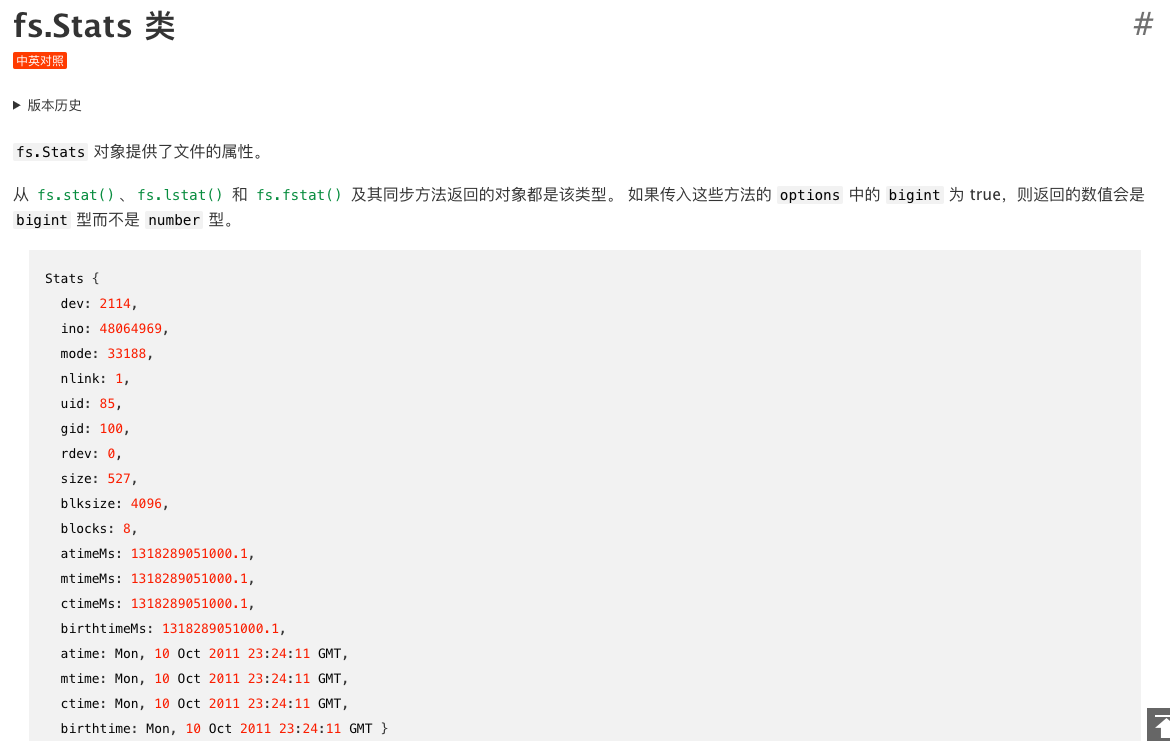 fs.Stats 类
#
中英对照
版本历史
fs.Stats 对象提供了文件的属性。
从 fs.stat() 、fs.lstat() 和 fs.fstat() 及其同步方法返回的对象都是该类型。 如果传入这些方法的 options 中的 bigint 为 true，则返回的数值会是
bigint 型而不是 number 型。
Stats {
  dev: 2114,
  ino: 48064969,
  mode: 33188,
  nlink: 1,
  uid: 85,
  gid: 100,
  rdev: 0,
  size: 527,
  blksize: 4096,
  blocks: 8,
  atimeMs: 1318289051000.1,
  mtimeMs: 1318289051000.1,
  ctimeMs: 1318289051000.1,
  birthtimeMs: 1318289051000.1,
  atime: Mon, 10 Oct 2011 23:24:11 GMT,
  mtime: Mon, 10 Oct 2011 23:24:11 GMT,
  ctime: Mon, 10 Oct 2011 23:24:11 GMT,
  birthtime: Mon, 10 Oct 2011 23:24:11 GMT }